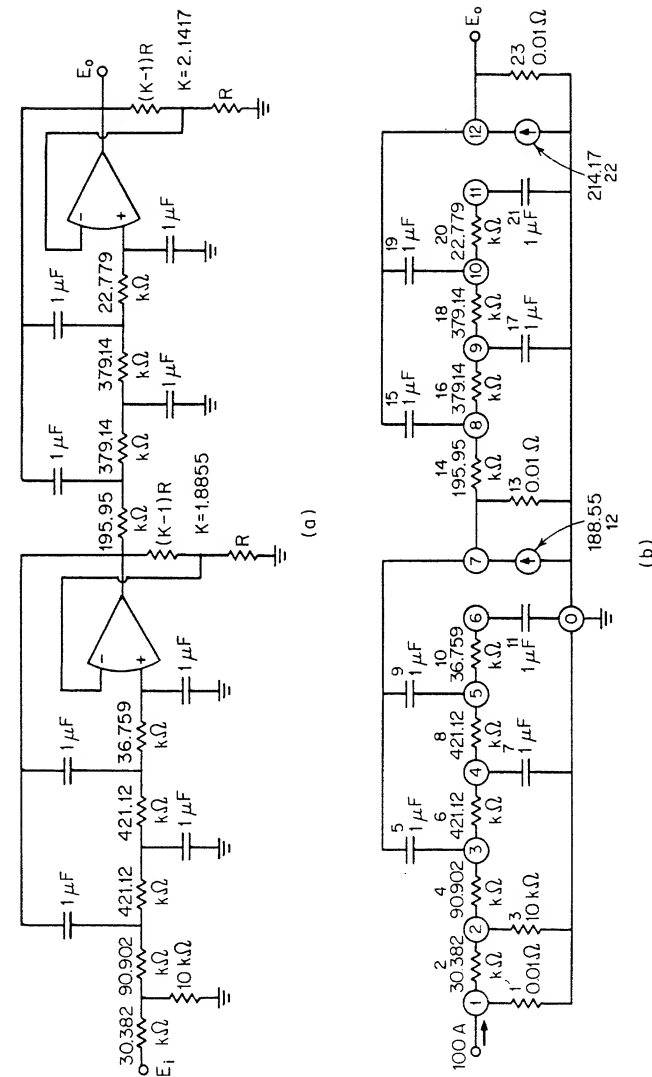 30.382
kΩ
90.902
kΩ
421.12
kΩ
421.12
kΩ
36.759
kΩ
195.95
kΩ
379.14
kΩ
379.14
kΩ
22.779
kΩ
Ei
10 kΩ
1 μF
1 μF
1 μF
1 μF
-
+
(K-1)R
K=1.8855
R
1 μF
1 μF
1 μF
1 μF
-
+
(K-1)R
K=2.1417
R
Eo
(a)
100 A
1
1
0.01 Ω
2
30.382
kΩ
2
3
10 kΩ
4
90.902
kΩ
3
5
1 μF
6
421.12
kΩ
4
7
1 μF
8
421.12
kΩ
5
9
1 μF
10
36.759
kΩ
6
11
1 μF
0
7
188.55
12
13
0.01 Ω
14
195.95
kΩ
8
15
1 μF
16
379.14
kΩ
9
17
1 μF
18
379.14
kΩ
10
19
1 μF
20
22.779
kΩ
11
21
1 μF
12
214.17
22
23
0.01 Ω
Eo
(b)